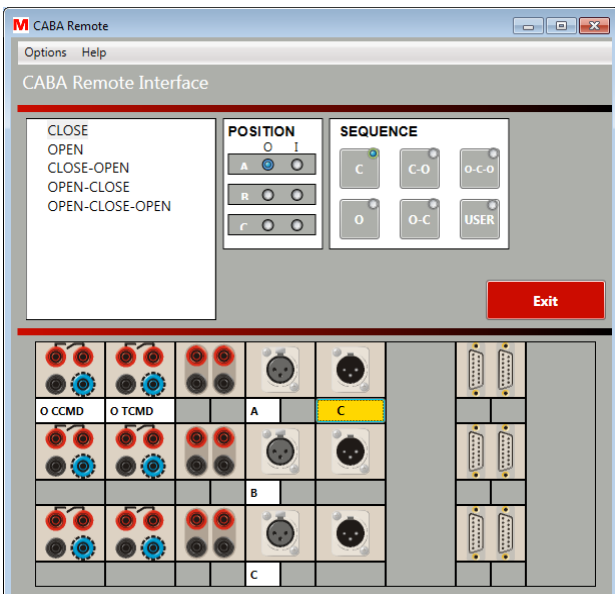 M CABA Remote
Options Help
CABA Remote Interface
CLOSE
OPEN
CLOSE-OPEN
OPEN-CLOSE
OPEN-CLOSE-OPEN
POSITION
O I
A
B
C
SEQUENCE
C C-O O-C-O
O O-C USER
Exit
O CCMD O TCMD A C
B
C